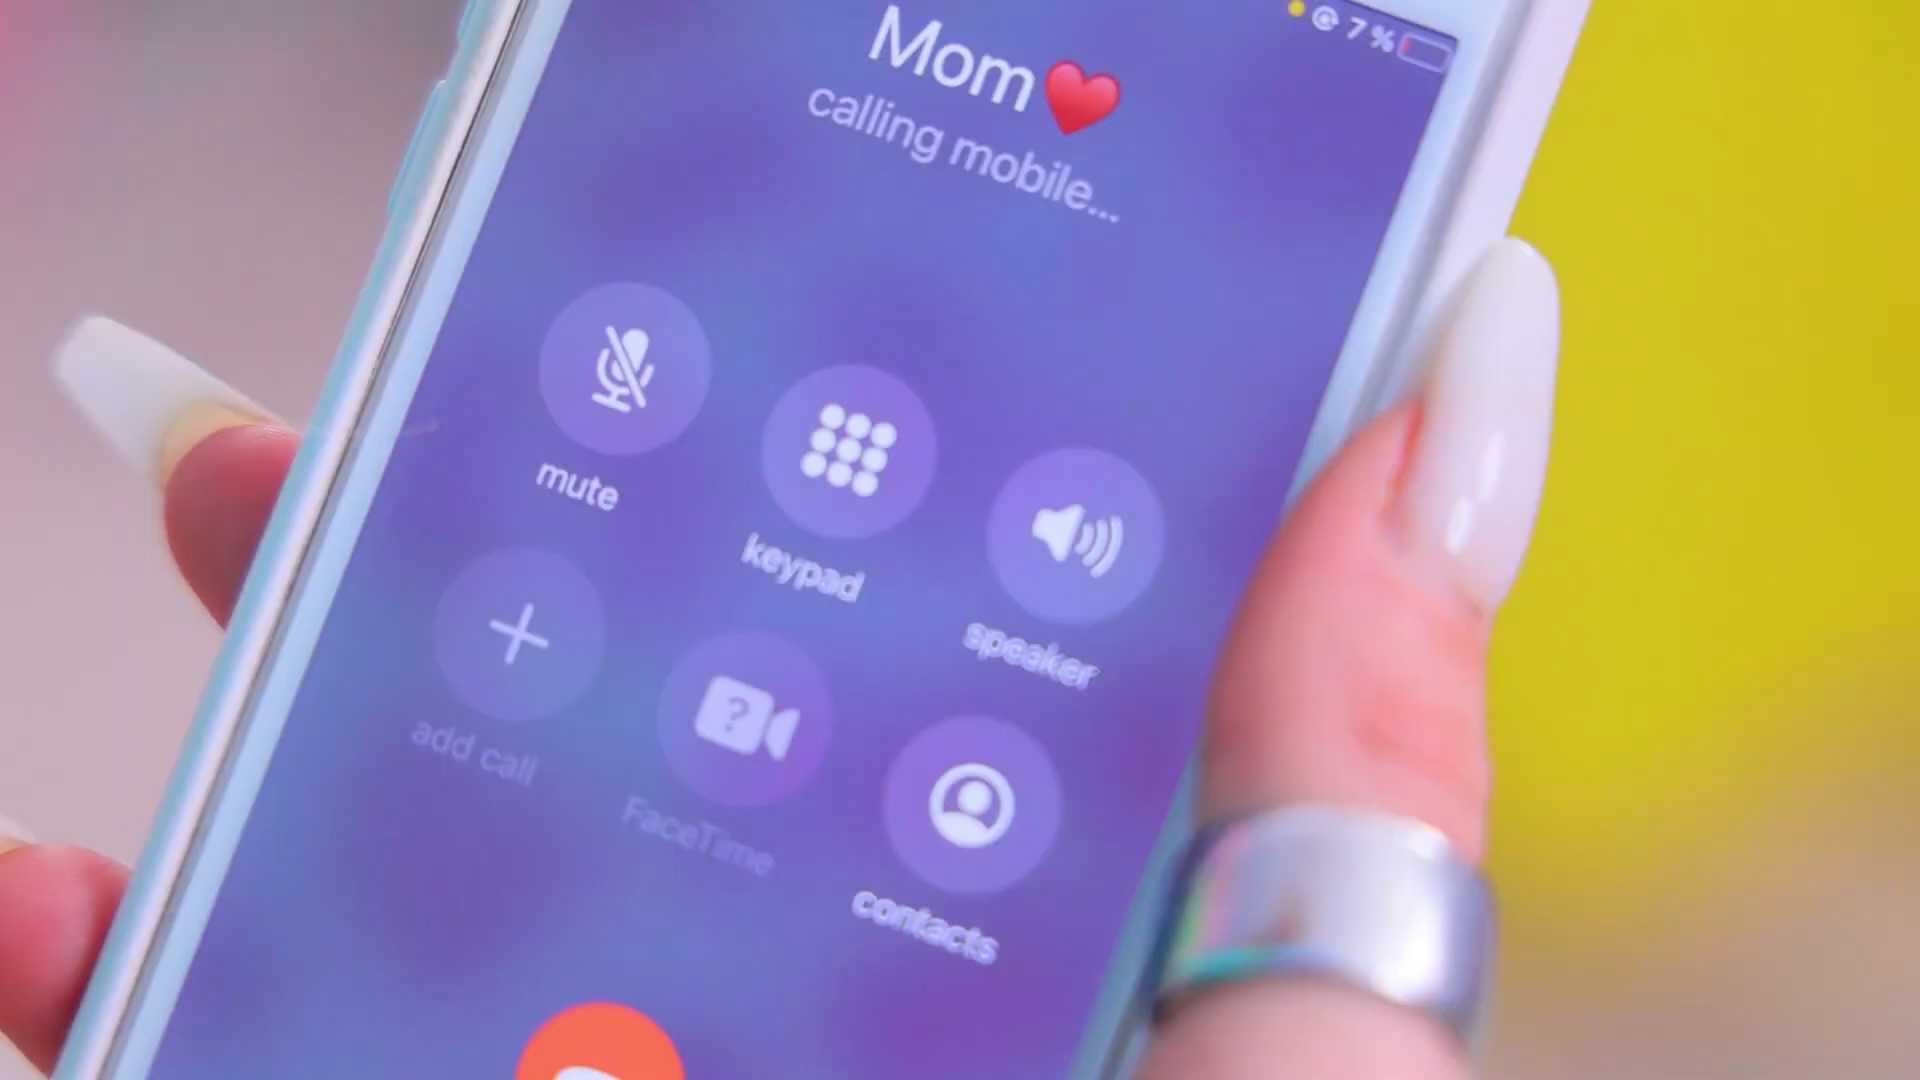 7%
Mom❤️
calling mobile...
mute
keypad
speaker
add call
FaceTime
contacts